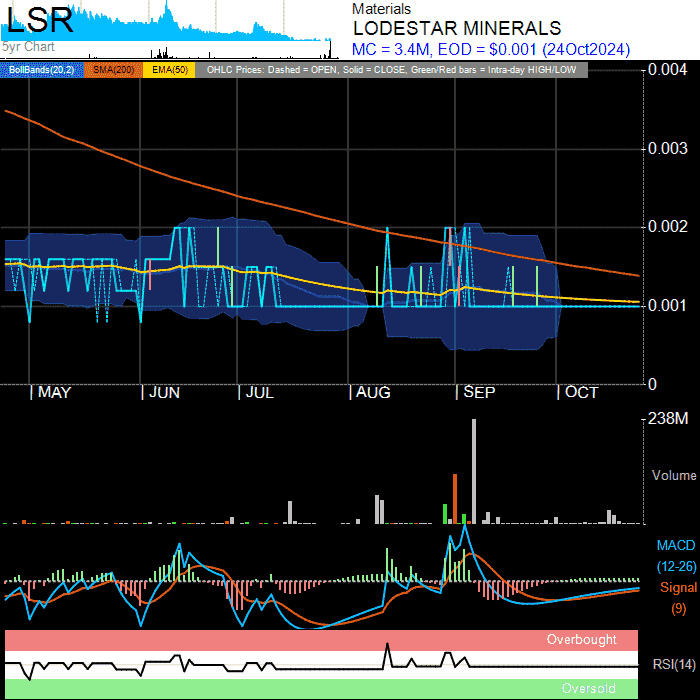 LSR
5yr Chart
Materials
LODESTAR MINERALS
MC = 3.4M, EOD = $0.001 (24Oct2024)
BollBands(20,2) SMA(200) EMA(50) OHLC Prices: Dashed = OPEN, Solid = CLOSE, Green/Red bars = Intra-day HIGH/LOW
0.004
0.003
0.002
0.001
0
MAY JUN JUL AUG SEP OCT
238M
Volume
MACD
(12-26)
Signal
(9)
Overbought
RSI(14)
Oversold